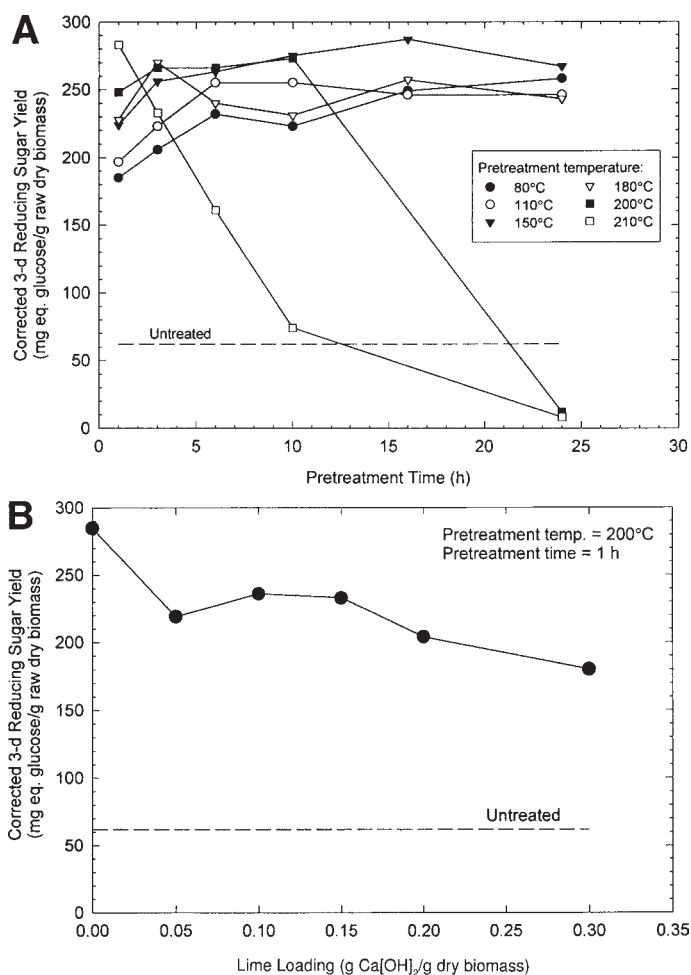 A
Corrected 3-d Reducing Sugar Yield
(mg eq. glucose/g raw dry biomass)
300
250
200
150
100
50
0
Pretreatment temperature:
80°C 180°C
110°C 200°C
150°C 210°C
Untreated
0 5 10 15 20 25 30
Pretreatment Time (h)
B
Corrected 3-d Reducing Sugar Yield
(mg eq. glucose/g raw dry biomass)
300
250
200
150
100
50
0
Pretreatment temp. = 200°C
Pretreatment time = 1 h
Untreated
0.00 0.05 0.10 0.15 0.20 0.25 0.30 0.35
Lime Loading (g Ca[OH]₂/g dry biomass)